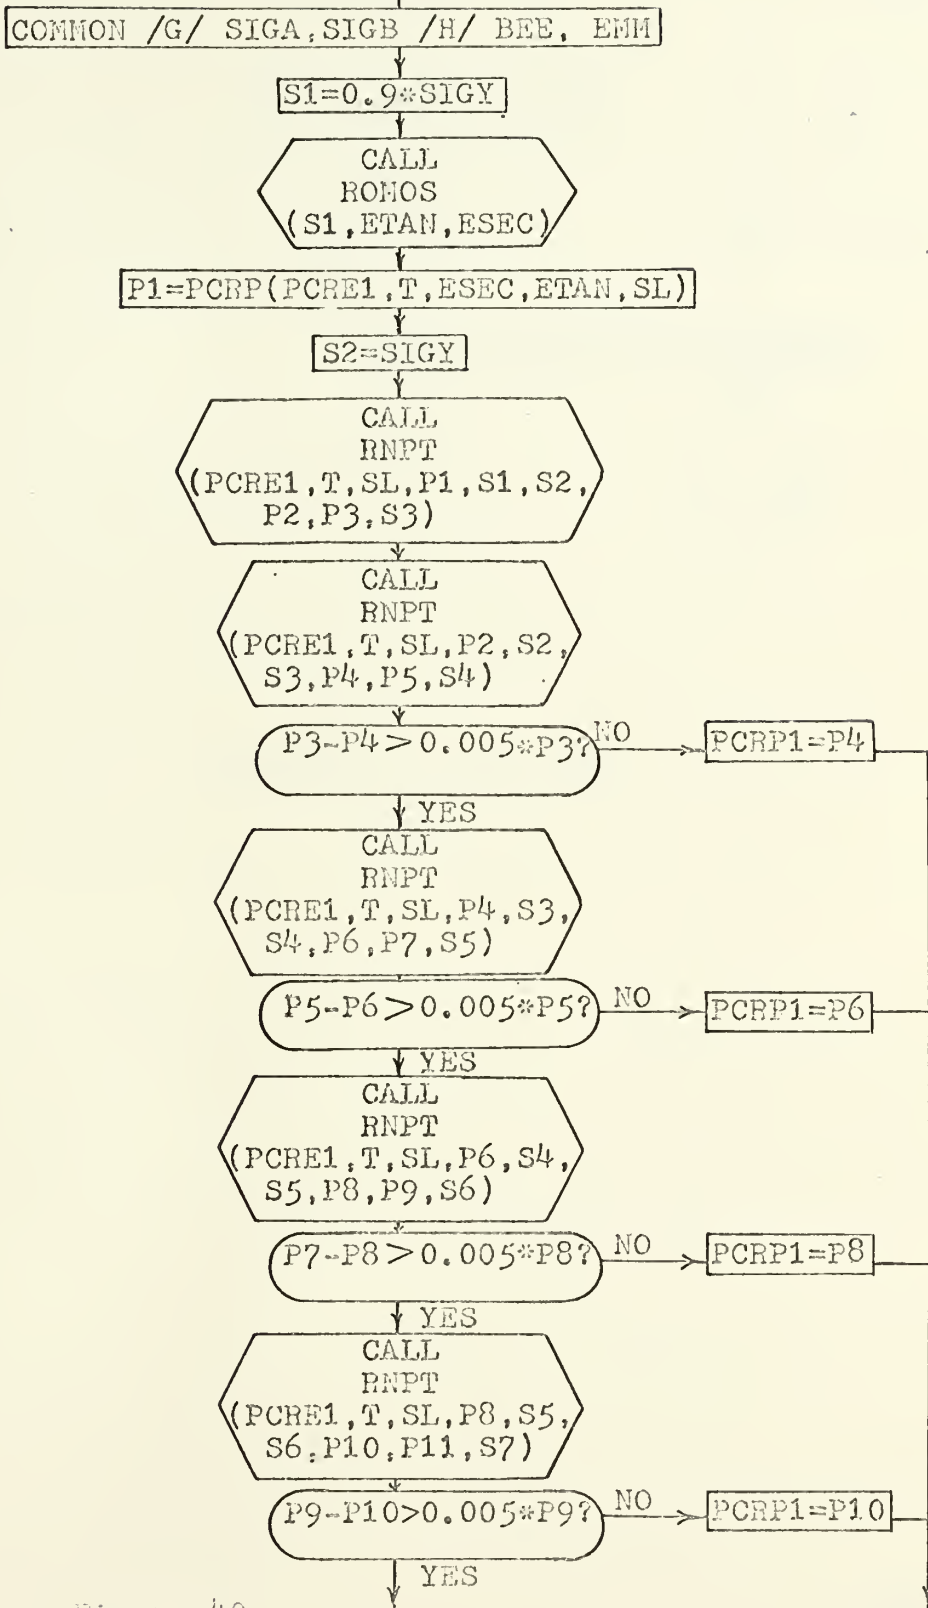 COMMON /G/ SIGA,SIGB /H/ BEE, EMM
S1=0.9*SIGY
CALL
ROMOS
(S1,ETAN,ESEC)
P1=PCRP(PCRE1,T,ESEC,ETAN,SL)
S2=SIGY
CALL
RNPT
(PCRE1,T,SL,P1,S1,S2,
P2,P3,S3)
CALL
RNPT
(PCRE1,T,SL,P2,S2,
S3,P4,P5,S4)
P3-P4>0.005*P3?
NO
PCRP1=P4
YES
CALL
RNPT
(PCRE1,T,SL,P4,S3,
S4,P6,P7,S5)
P5-P6>0.005*P5?
NO
PCRP1=P6
YES
CALL
RNPT
(PCRE1,T,SL,P6,S4,
S5,P8,P9,S6)
P7-P8>0.005*P8?
NO
PCRP1=P8
YES
CALL
RNPT
(PCRE1,T,SL,P8,S5,
S6,P10,P11,S7)
P9-P10>0.005*P9?
NO
PCRP1=P10
YES